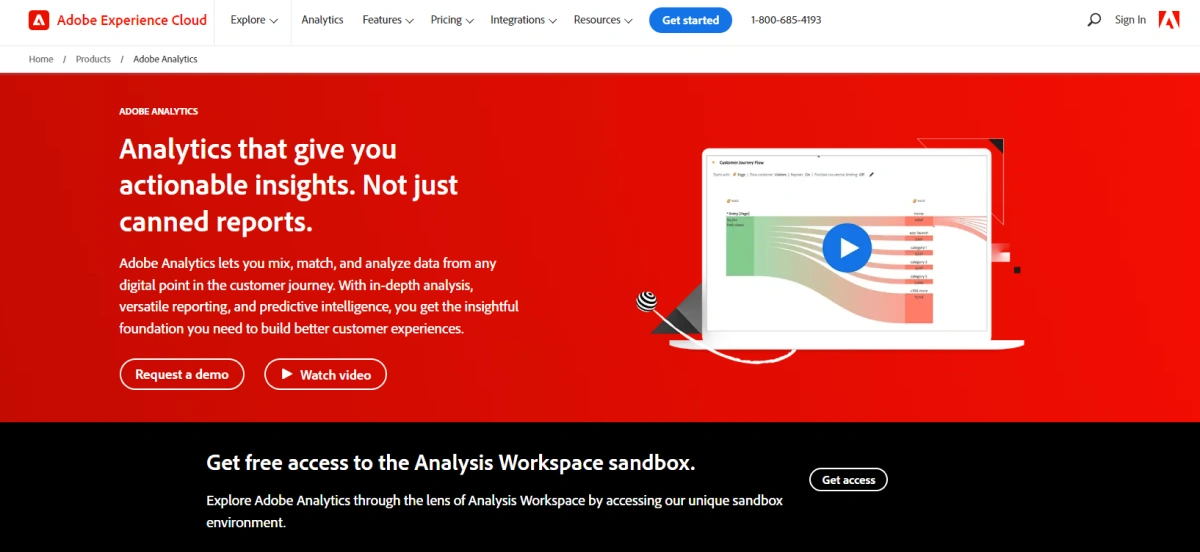 Adobe Experience Cloud
Explore
Analytics
Features
Pricing
Integrations
Resources
Get started
1-800-685-4193
Sign In
Home / Products / Adobe Analytics
ADOBE ANALYTICS
Analytics that give you
actionable insights. Not just
canned reports.
Adobe Analytics lets you mix, match, and analyze data from any
digital point in the customer journey. With in-depth analysis,
versatile reporting, and predictive intelligence, you get the insightful
foundation you need to build better customer experiences.
Request a demo
Watch video
Customer Journey Flow
Get free access to the Analysis Workspace sandbox.
Explore Adobe Analytics through the lens of Analysis Workspace by accessing our unique sandbox
environment.
Get access